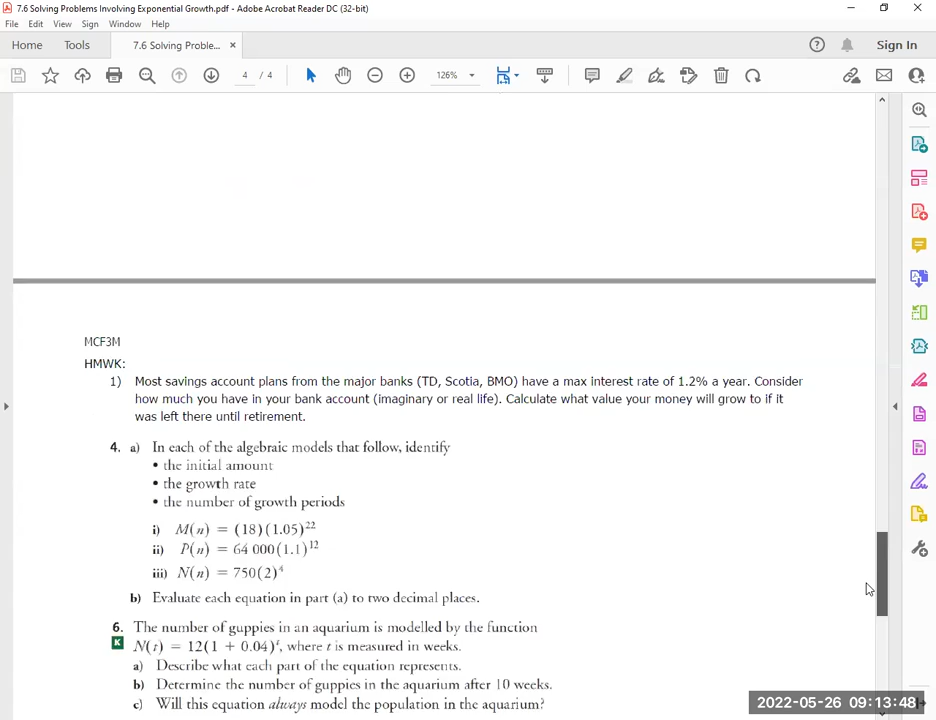 7.6 Solving Problems Involving Exponential Growth.pdf - Adobe Acrobat Reader DC (32-bit)
File Edit View Sign Window Help
Home Tools 7.6 Solving Proble... × Sign In
4 / 4 126%
MCF3M
HMWK:
1) Most savings account plans from the major banks (TD, Scotia, BMO) have a max interest rate of 1.2% a year. Consider
how much you have in your bank account (imaginary or real life). Calculate what value your money will grow to if it
was left there until retirement.
4. a) In each of the algebraic models that follow, identify
• the initial amount
• the growth rate
• the number of growth periods
i) M(n) = (18)(1.05)^22
ii) P(n) = 64 000(1.1)^12
iii) N(n) = 750(2)^4
b) Evaluate each equation in part (a) to two decimal places.
6. The number of guppies in an aquarium is modelled by the function
K N(t) = 12(1 + 0.04)^t, where t is measured in weeks.
a) Describe what each part of the equation represents.
b) Determine the number of guppies in the aquarium after 10 weeks.
c) Will this equation always model the population in the aquarium?
2022-05-26 09:13:48